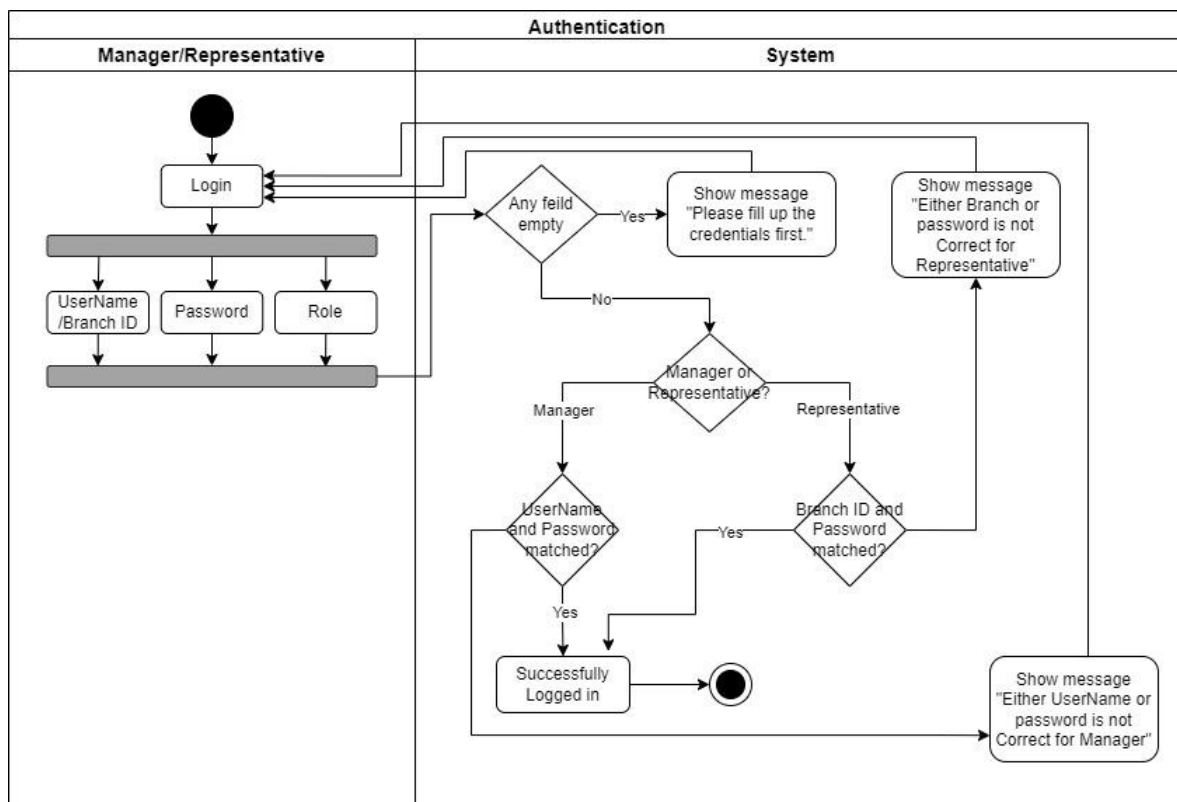 Authentication
Manager/Representative
System
Login
UserName
/Branch ID
Password
Role
Any feild
empty
Yes
Show message
"Please fill up the
credentials first."
Show message
"Either Branch or
password is not
Correct for
Representative"
No
Manager or
Representative?
Manager
Representative
UserName
and Password
matched?
Branch ID and
Password
matched?
Yes
Yes
Successfully
Logged in
Show message
"Either UserName or
password is not
Correct for Manager"